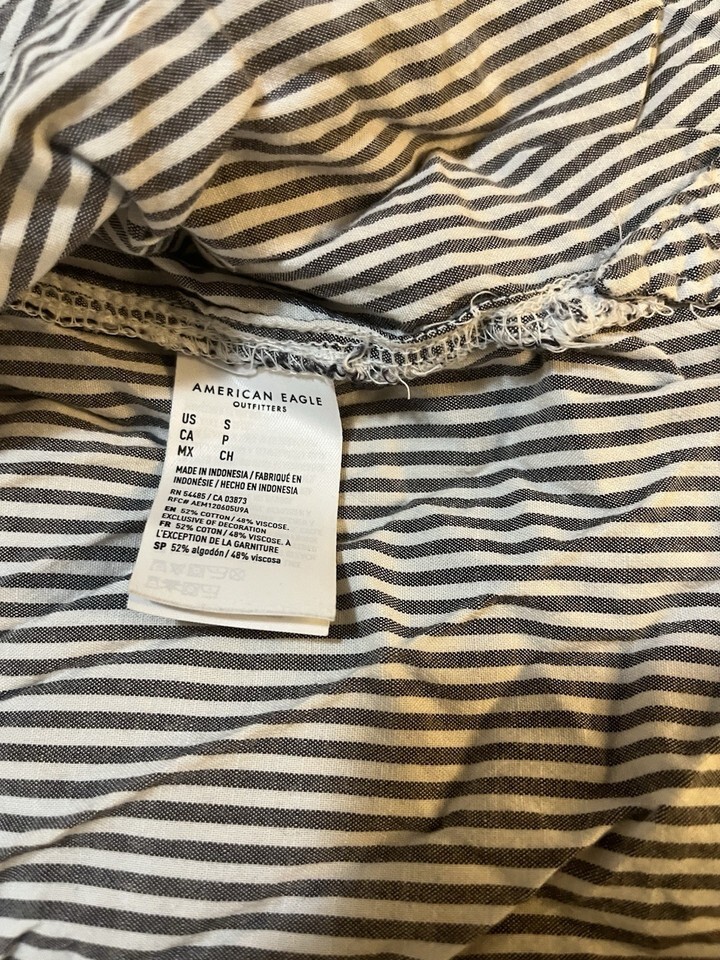 AMERICAN EAGLE
OUTFITTERS
US S
CA P
MX CH
MADE IN INDONESIA / FABRIQUÉ EN
INDONÉSIE / HECHO EN INDONESIA
RN 54485 / CA 03873
RFC# AEM120605U9A
EN 52% COTTON / 48% VISCOSE.
EXCLUSIVE OF DECORATION
FR 52% COTON / 48% VISCOSE. À
L'EXCEPTION DE LA GARNITURE
SP 52% algodón / 48% viscosa